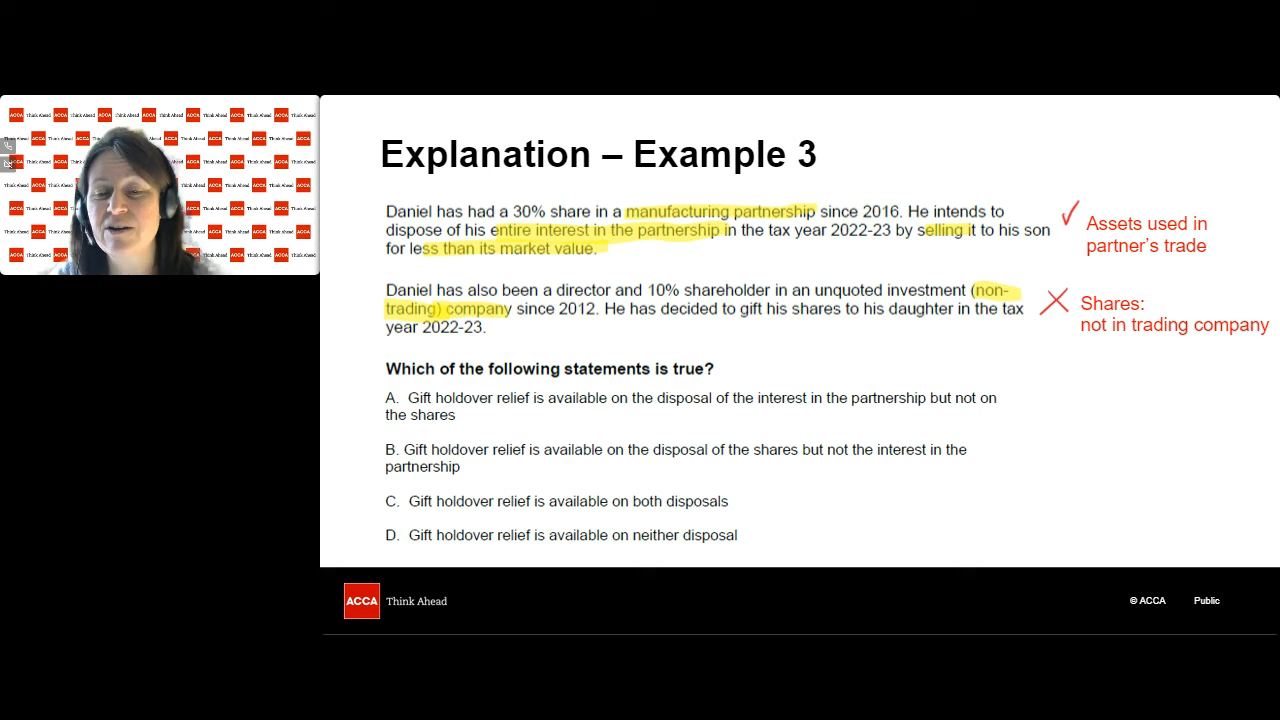 Explanation – Example 3
Daniel has had a 30% share in a manufacturing partnership since 2016. He intends to
dispose of his entire interest in the partnership in the tax year 2022-23 by selling it to his son
for less than its market value.
Assets used in
partner's trade
Daniel has also been a director and 10% shareholder in an unquoted investment (non-
trading) company since 2012. He has decided to gift his shares to his daughter in the tax
year 2022-23.
Shares:
not in trading company
Which of the following statements is true?
A. Gift holdover relief is available on the disposal of the interest in the partnership but not on
the shares
B. Gift holdover relief is available on the disposal of the shares but not the interest in the
partnership
C. Gift holdover relief is available on both disposals
D. Gift holdover relief is available on neither disposal
ACCA Think Ahead
© ACCA Public